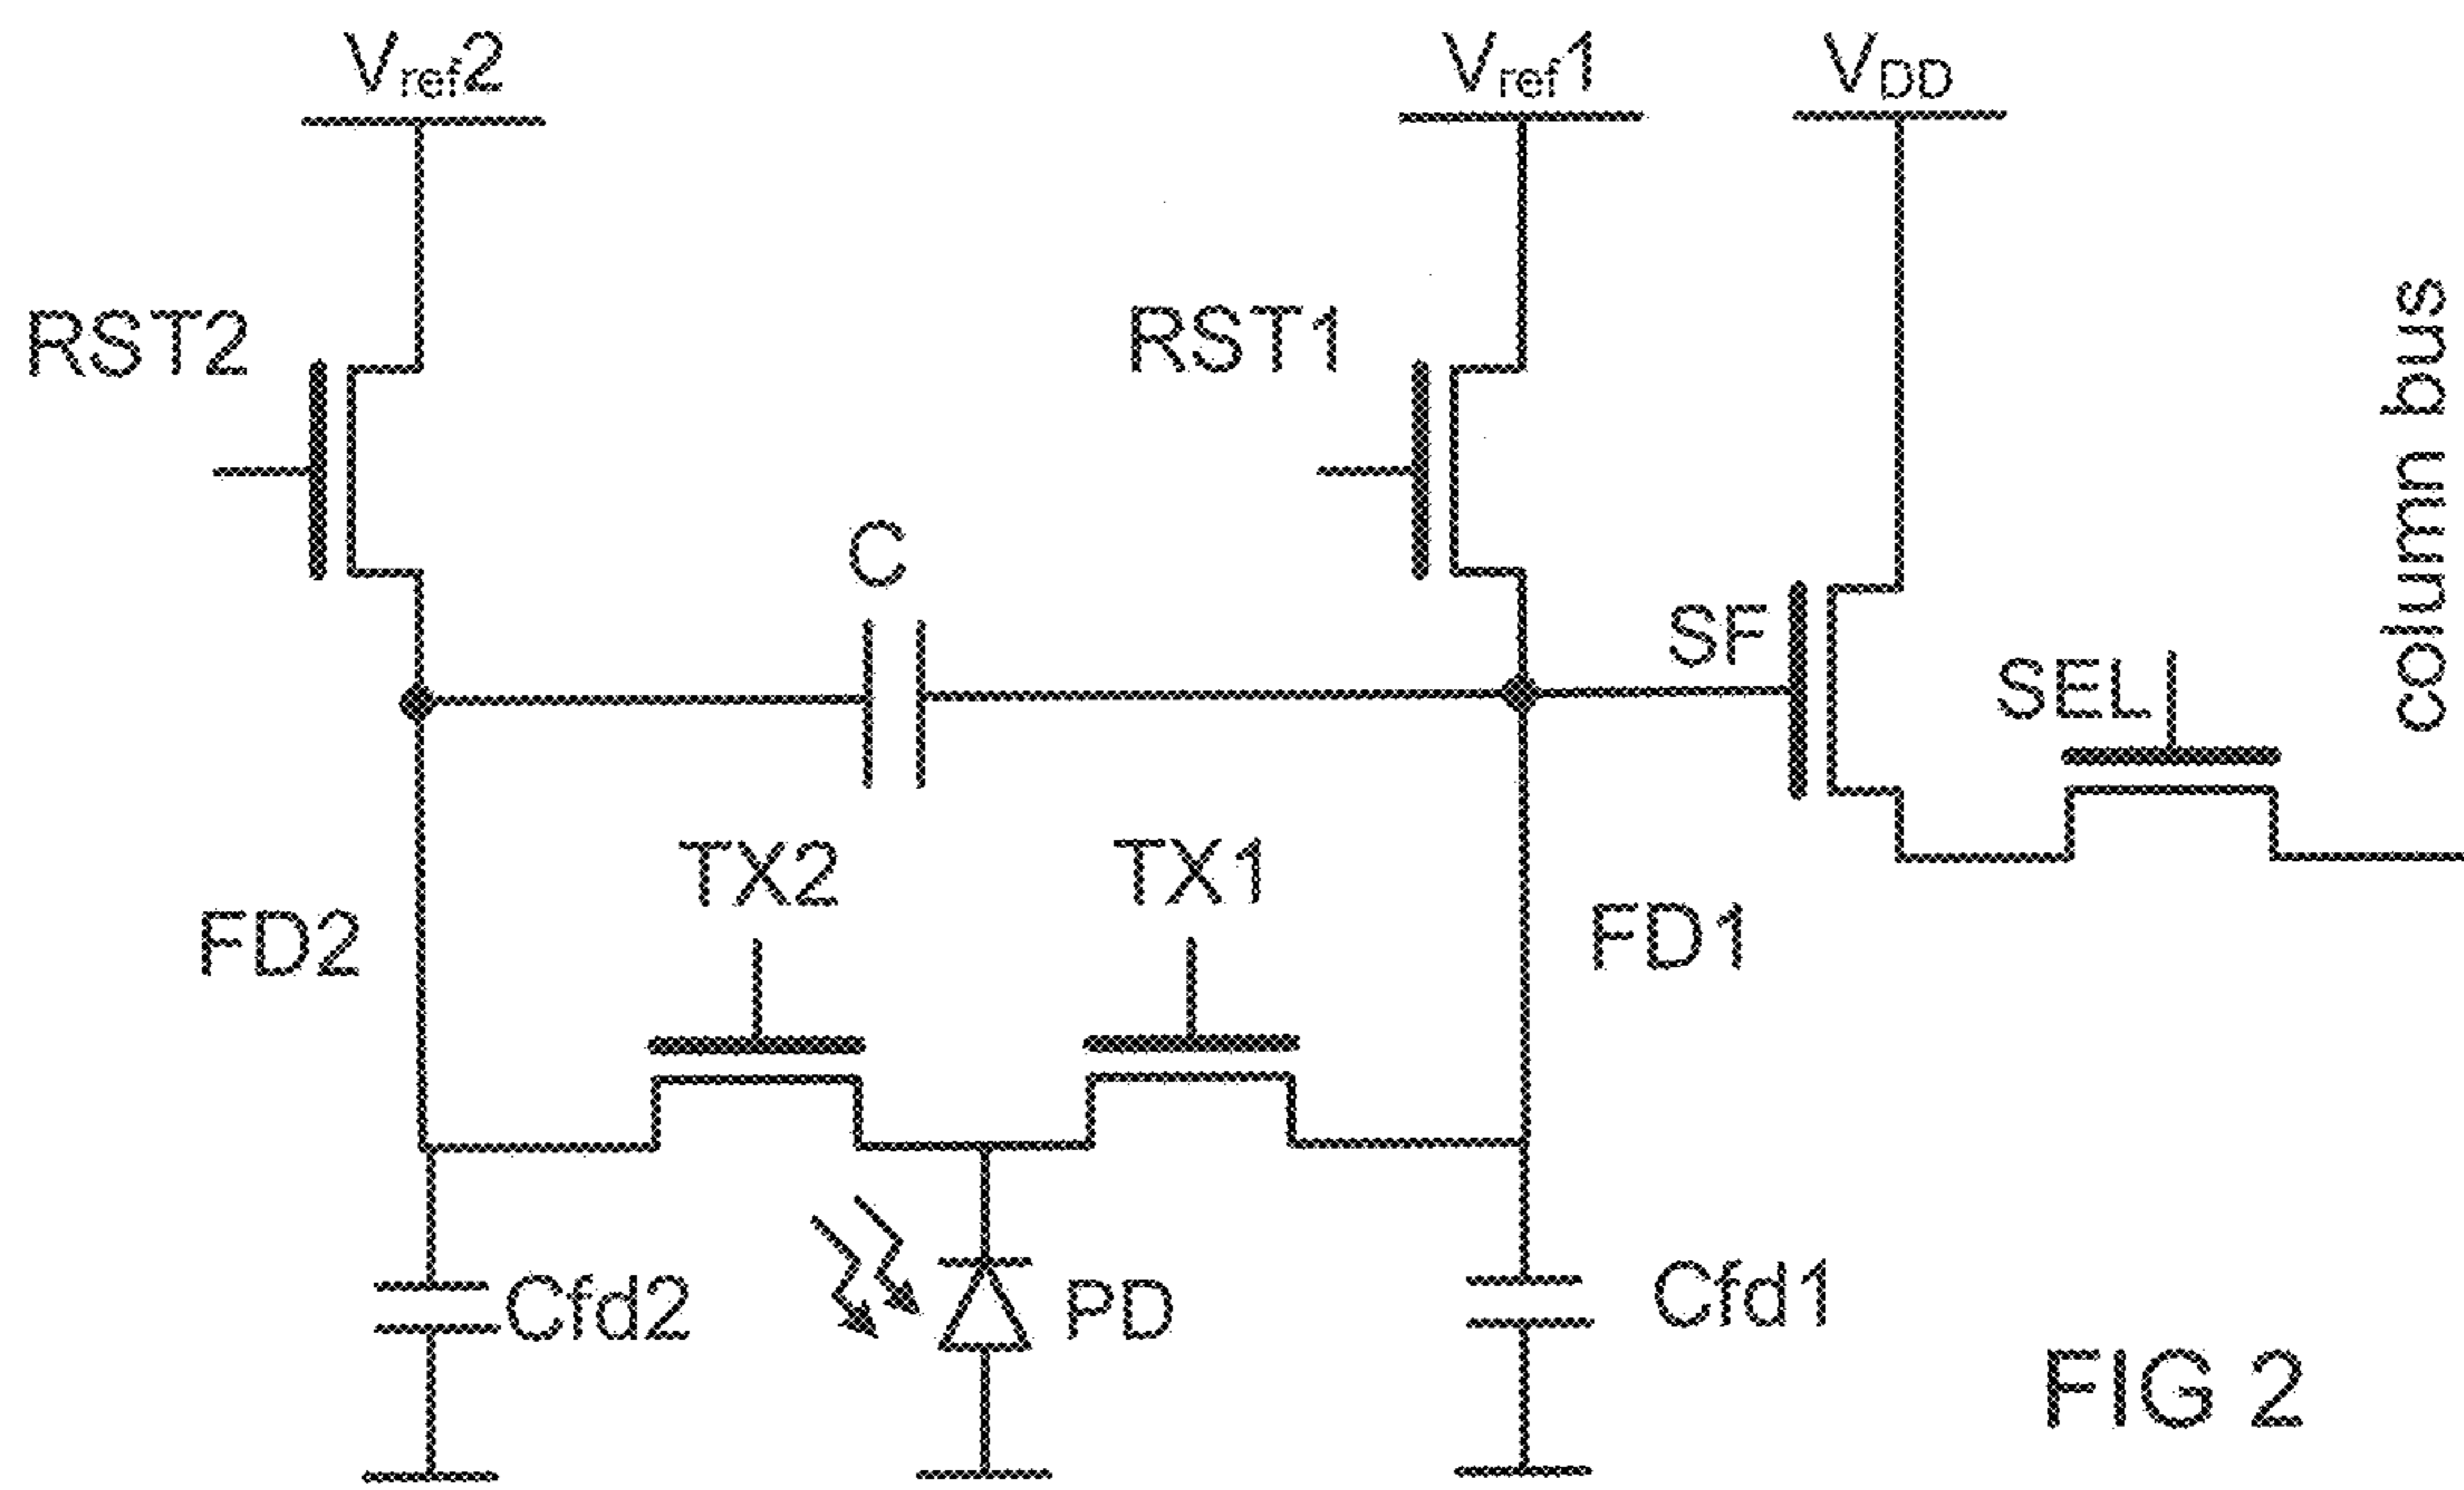 Vref2
Vref1
VDD
RST2
RST1
column bus
C
SF
SEL
TX2
TX1
FD2
FD1
Cfd2
PD
Cfd1
FIG 2